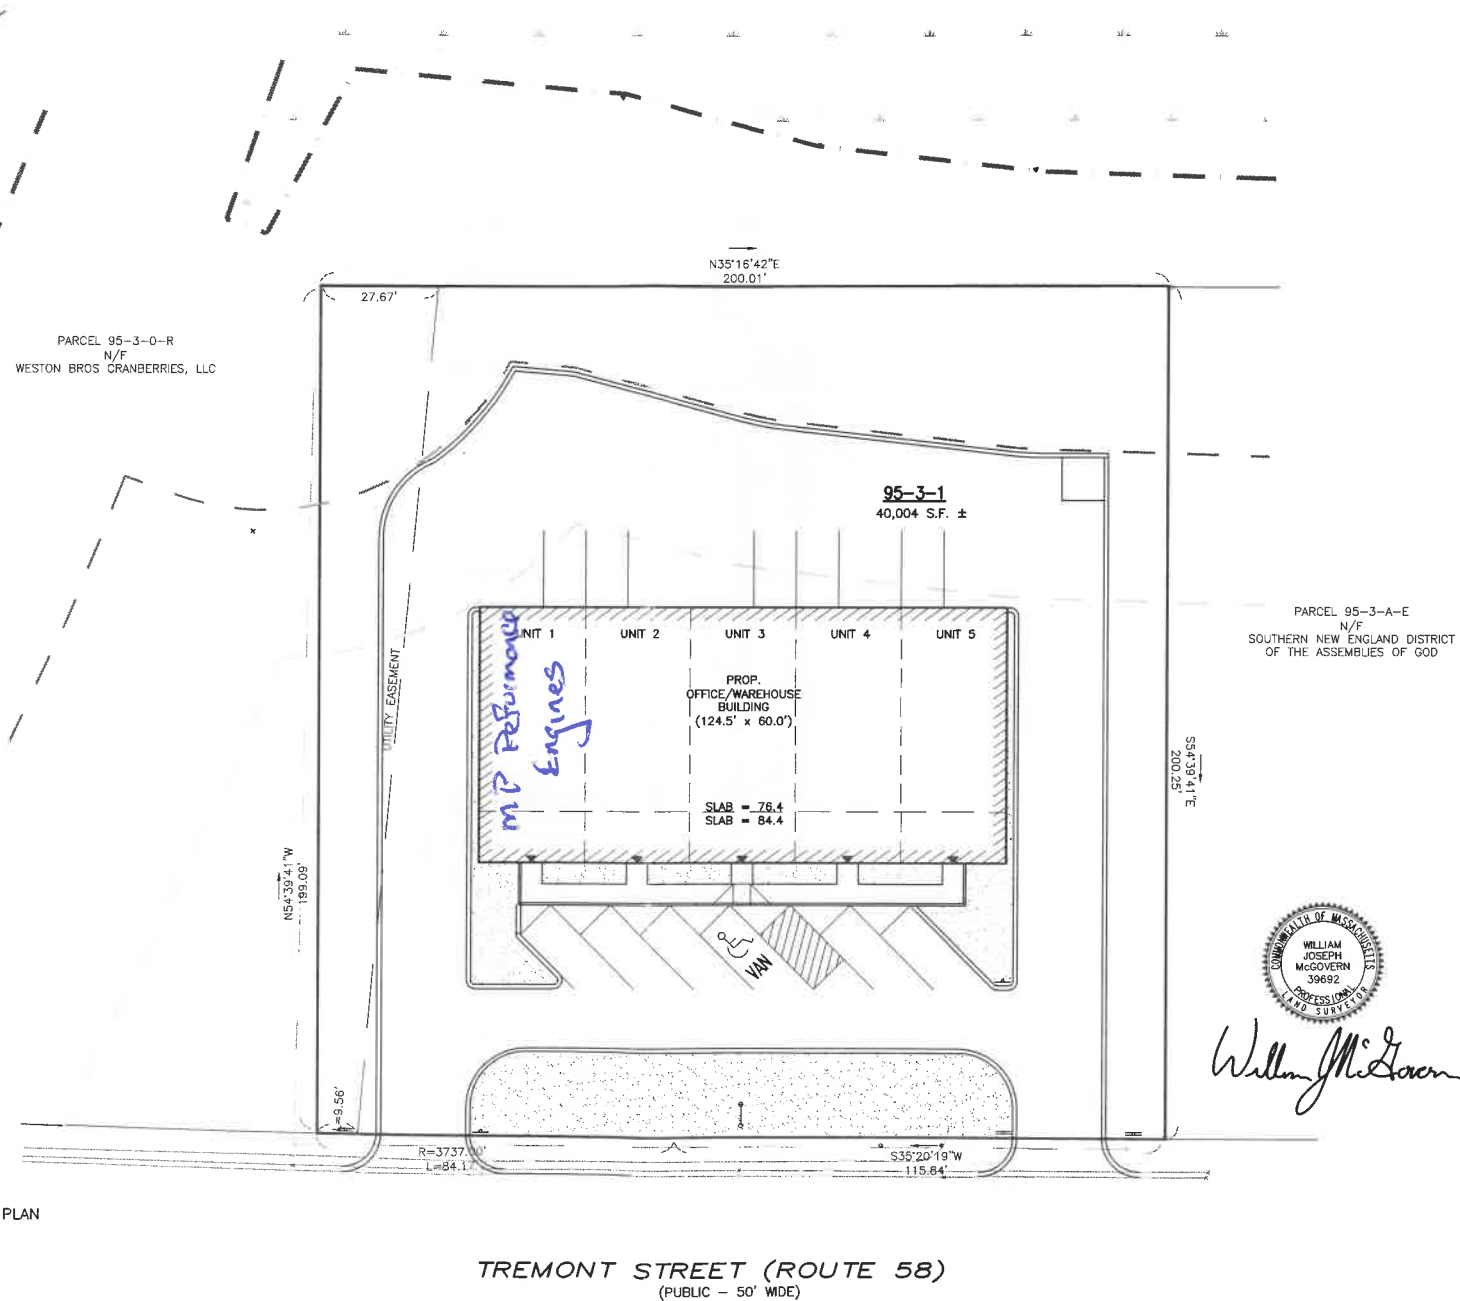 N35°16'42"E
200.01'
27.67'
PARCEL 95-3-0-R
N/F
WESTON BROS CRANBERRIES, LLC
95-3-1
40,004 S.F. ±
PARCEL 95-3-A-E
N/F
SOUTHERN NEW ENGLAND DISTRICT
OF THE ASSEMBLIES OF GOD
UNIT 1
UNIT 2
UNIT 3
UNIT 4
UNIT 5
MP Performance
Engines
PROP.
OFFICE/WAREHOUSE
BUILDING
(124.5' x 60.0')
SLAB = 76.4
SLAB = 84.4
UTILITY EASEMENT
S54°39'41"E
200.25'
N54°39'41"W
199.09'
VAN
COMMONWEALTH OF MASSACHUSETTS
WILLIAM
JOSEPH
McGOVERN
39692
PROFESSIONAL
LAND SURVEYOR
=9.56'
R=3737.
L=84.1
S35°20'19"W
115.84'
PLAN
TREMONT STREET (ROUTE 58)
(PUBLIC - 50' WIDE)